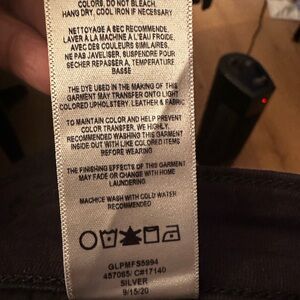 COLORS. DO NOT BLEACH.
HANG DRY. COOL IRON IF NECESSARY
NETTOYAGE A SEC RECOMMANDE.
LAVER A LA MACHINE A L'EAU FROIDE.
AVEC DES COULEURS SIMILAIRES.
NE PAS JAVELISER. SUSPENDRE POUR
SECHER REPASSER A, TEMPERATURE
BASSE
THE DYE USED IN THE MAKING OF THIS
GARMENT MAY TRANSFER ONTO LIGHT
COLORED UPHOLSTERY, LEATHER & FABRIC
TO MAINTAIN COLOR AND HELP PREVENT
COLOR TRANSFER, WE HIGHLY
RECOMMENDED WASHING THIS GARMENT
INSIDE OUT WITH LIKE COLORED ITEMS
BEFORE WEARING
THE FINISHING EFFECTS OF THIS GARMENT
MAY FADE OR CHANGE WITH HOME
LAUNDERING.
MACHICE WASH WITH COLD WATER
RECOMMENDED
GLPMFS5994
457065/ C#17140
SILVER
9/15/20